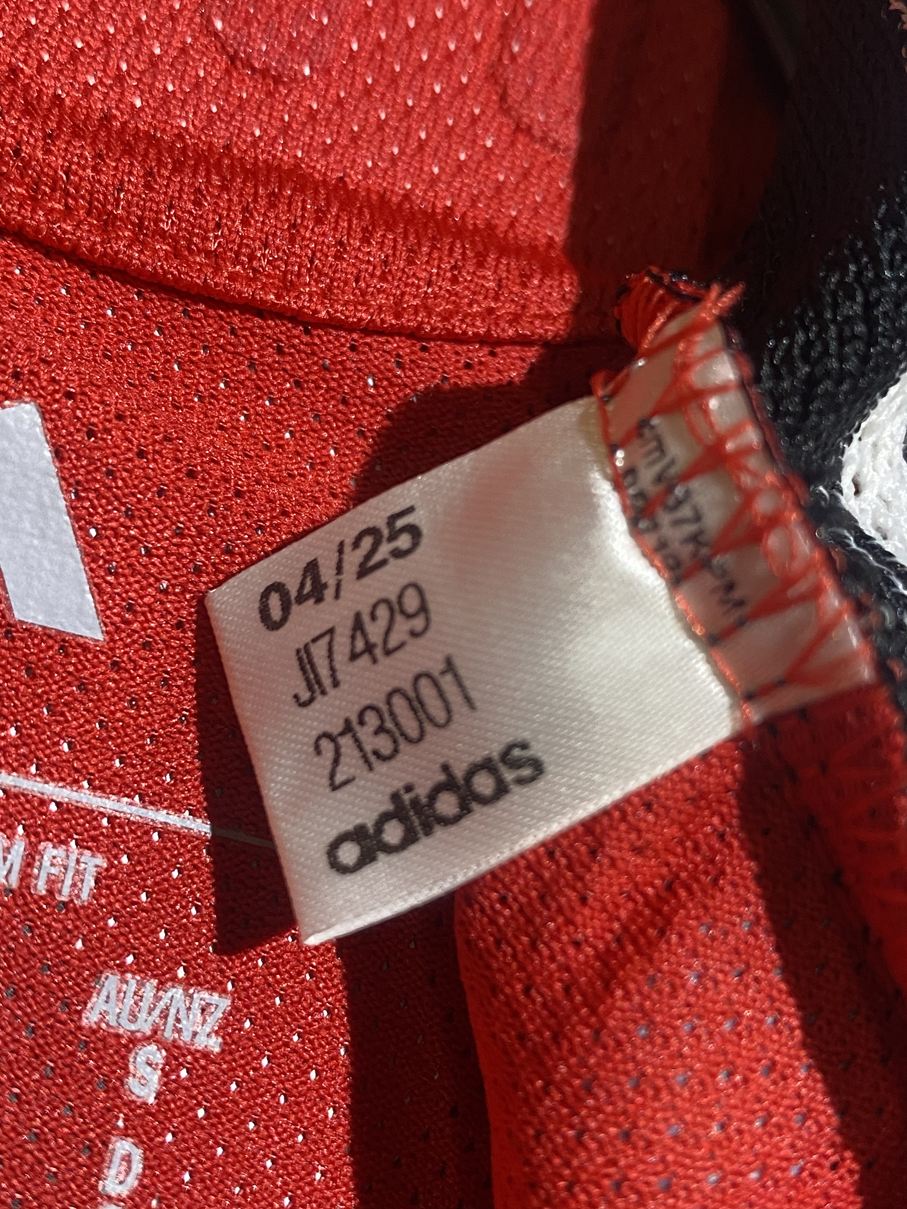 04/25
JI7429
213001
adidas
M FIT
AU/NZ
S
D